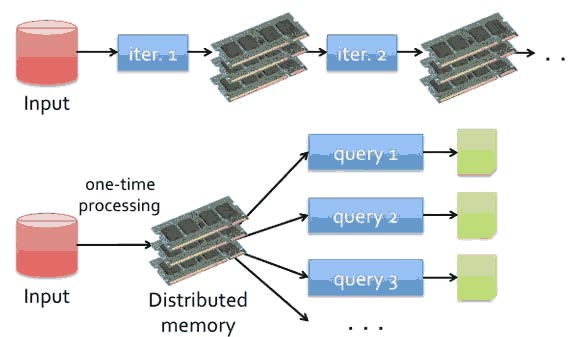 iter. 1
iter. 2
. .
Input
query 1
one-time
processing
query 2
query 3
Input
Distributed
memory
. . .